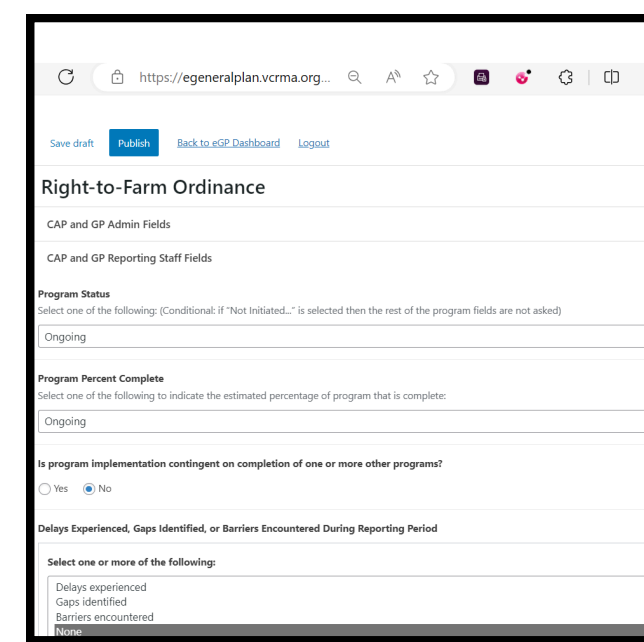 https://egeneralplan.vcrma.org...
Save draft Publish Back to eGP Dashboard Logout
Right-to-Farm Ordinance
CAP and GP Admin Fields
CAP and GP Reporting Staff Fields
Program Status
Select one of the following: (Conditional: if "Not Initiated..." is selected then the rest of the program fields are not asked)
Ongoing
Program Percent Complete
Select one of the following to indicate the estimated percentage of program that is complete:
Ongoing
Is program implementation contingent on completion of one or more other programs?
Yes No
Delays Experienced, Gaps Identified, or Barriers Encountered During Reporting Period
Select one or more of the following:
Delays experienced
Gaps identified
Barriers encountered
None